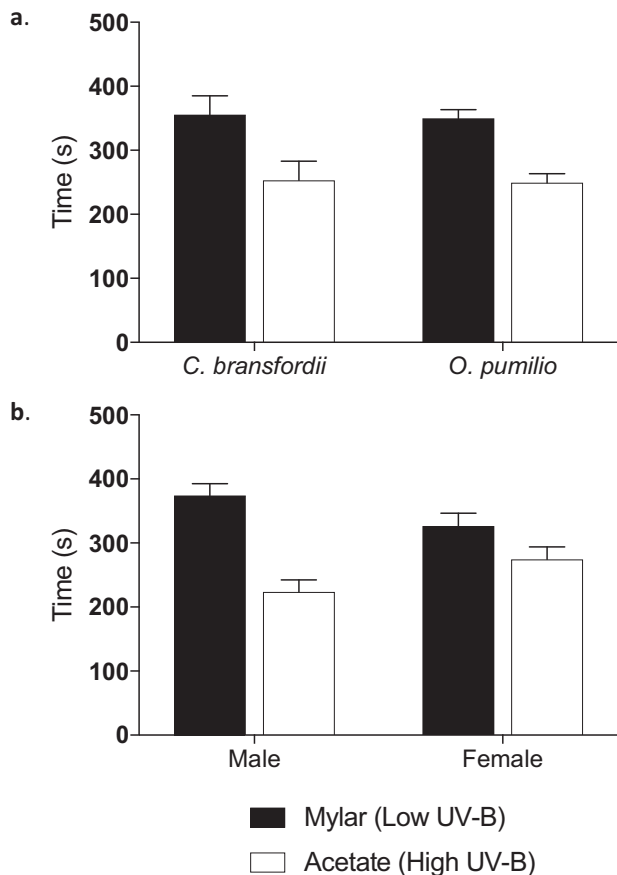 a.
500
400
300
200
100
0
Time (s)
C. bransfordii O. pumilio
b.
500
400
300
200
100
0
Time (s)
Male Female
Mylar (Low UV-B)
Acetate (High UV-B)